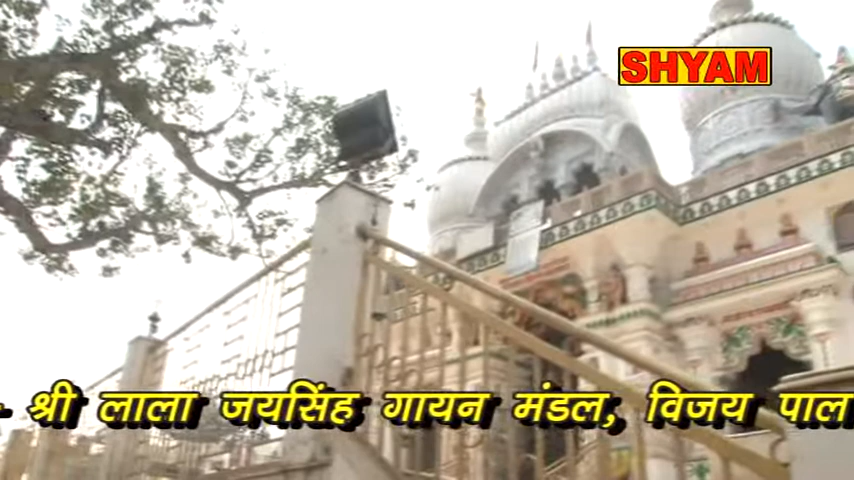 SHYAM
- श्री लाला जयसिंह गायन मंडल, विजय पाल